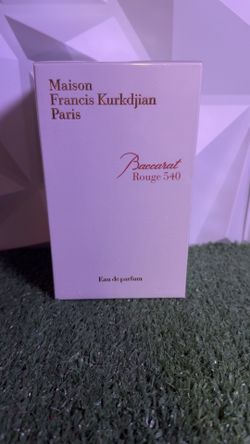 Maison
Francis Kurkdjian
Paris
Baccarat
Rouge 540
Eau de parfum